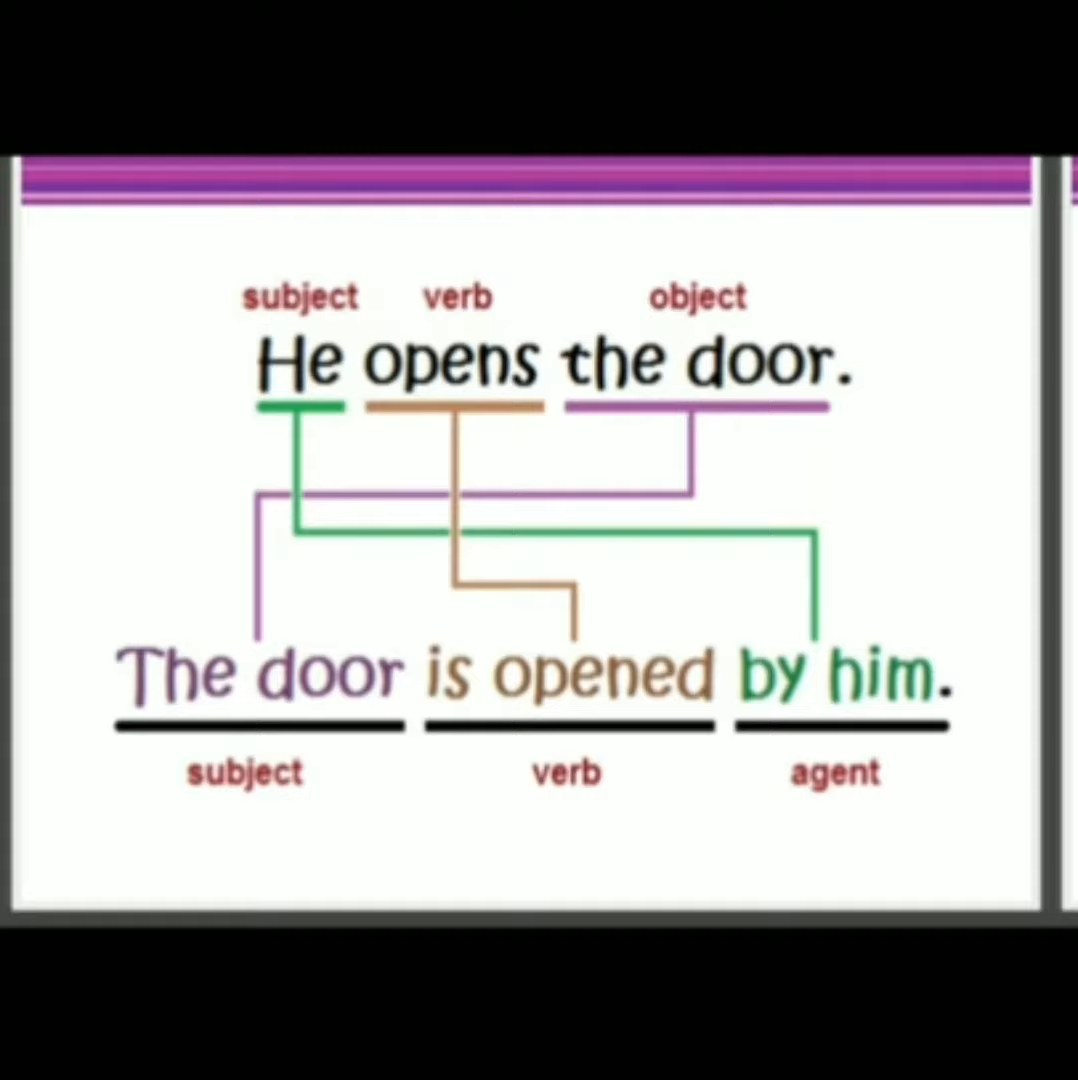 subject verb object
He opens the door.
The door is opened by him.
subject verb agent